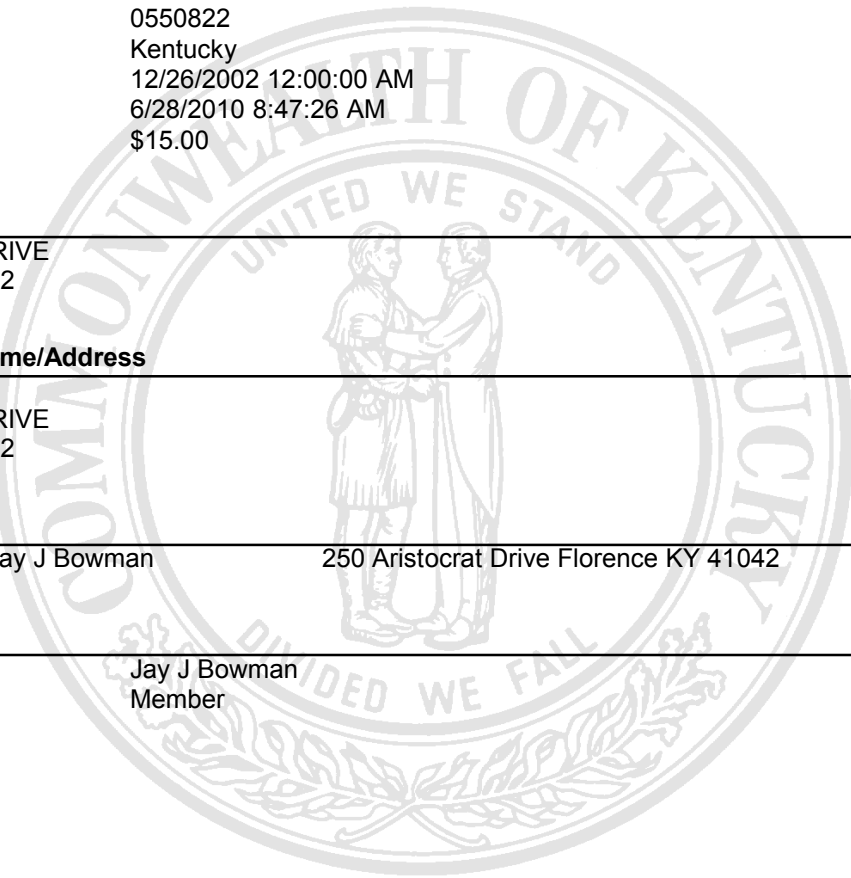 0550822
Kentucky
12/26/2002 12:00:00 AM
6/28/2010 8:47:26 AM
$15.00
RIVE
2
me/Address
RIVE
2
ay J Bowman 250 Aristocrat Drive Florence KY 41042
Jay J Bowman
Member
COMMONWEALTH OF KENTUCKY
UNITED WE STAND
DIVIDED WE FALL